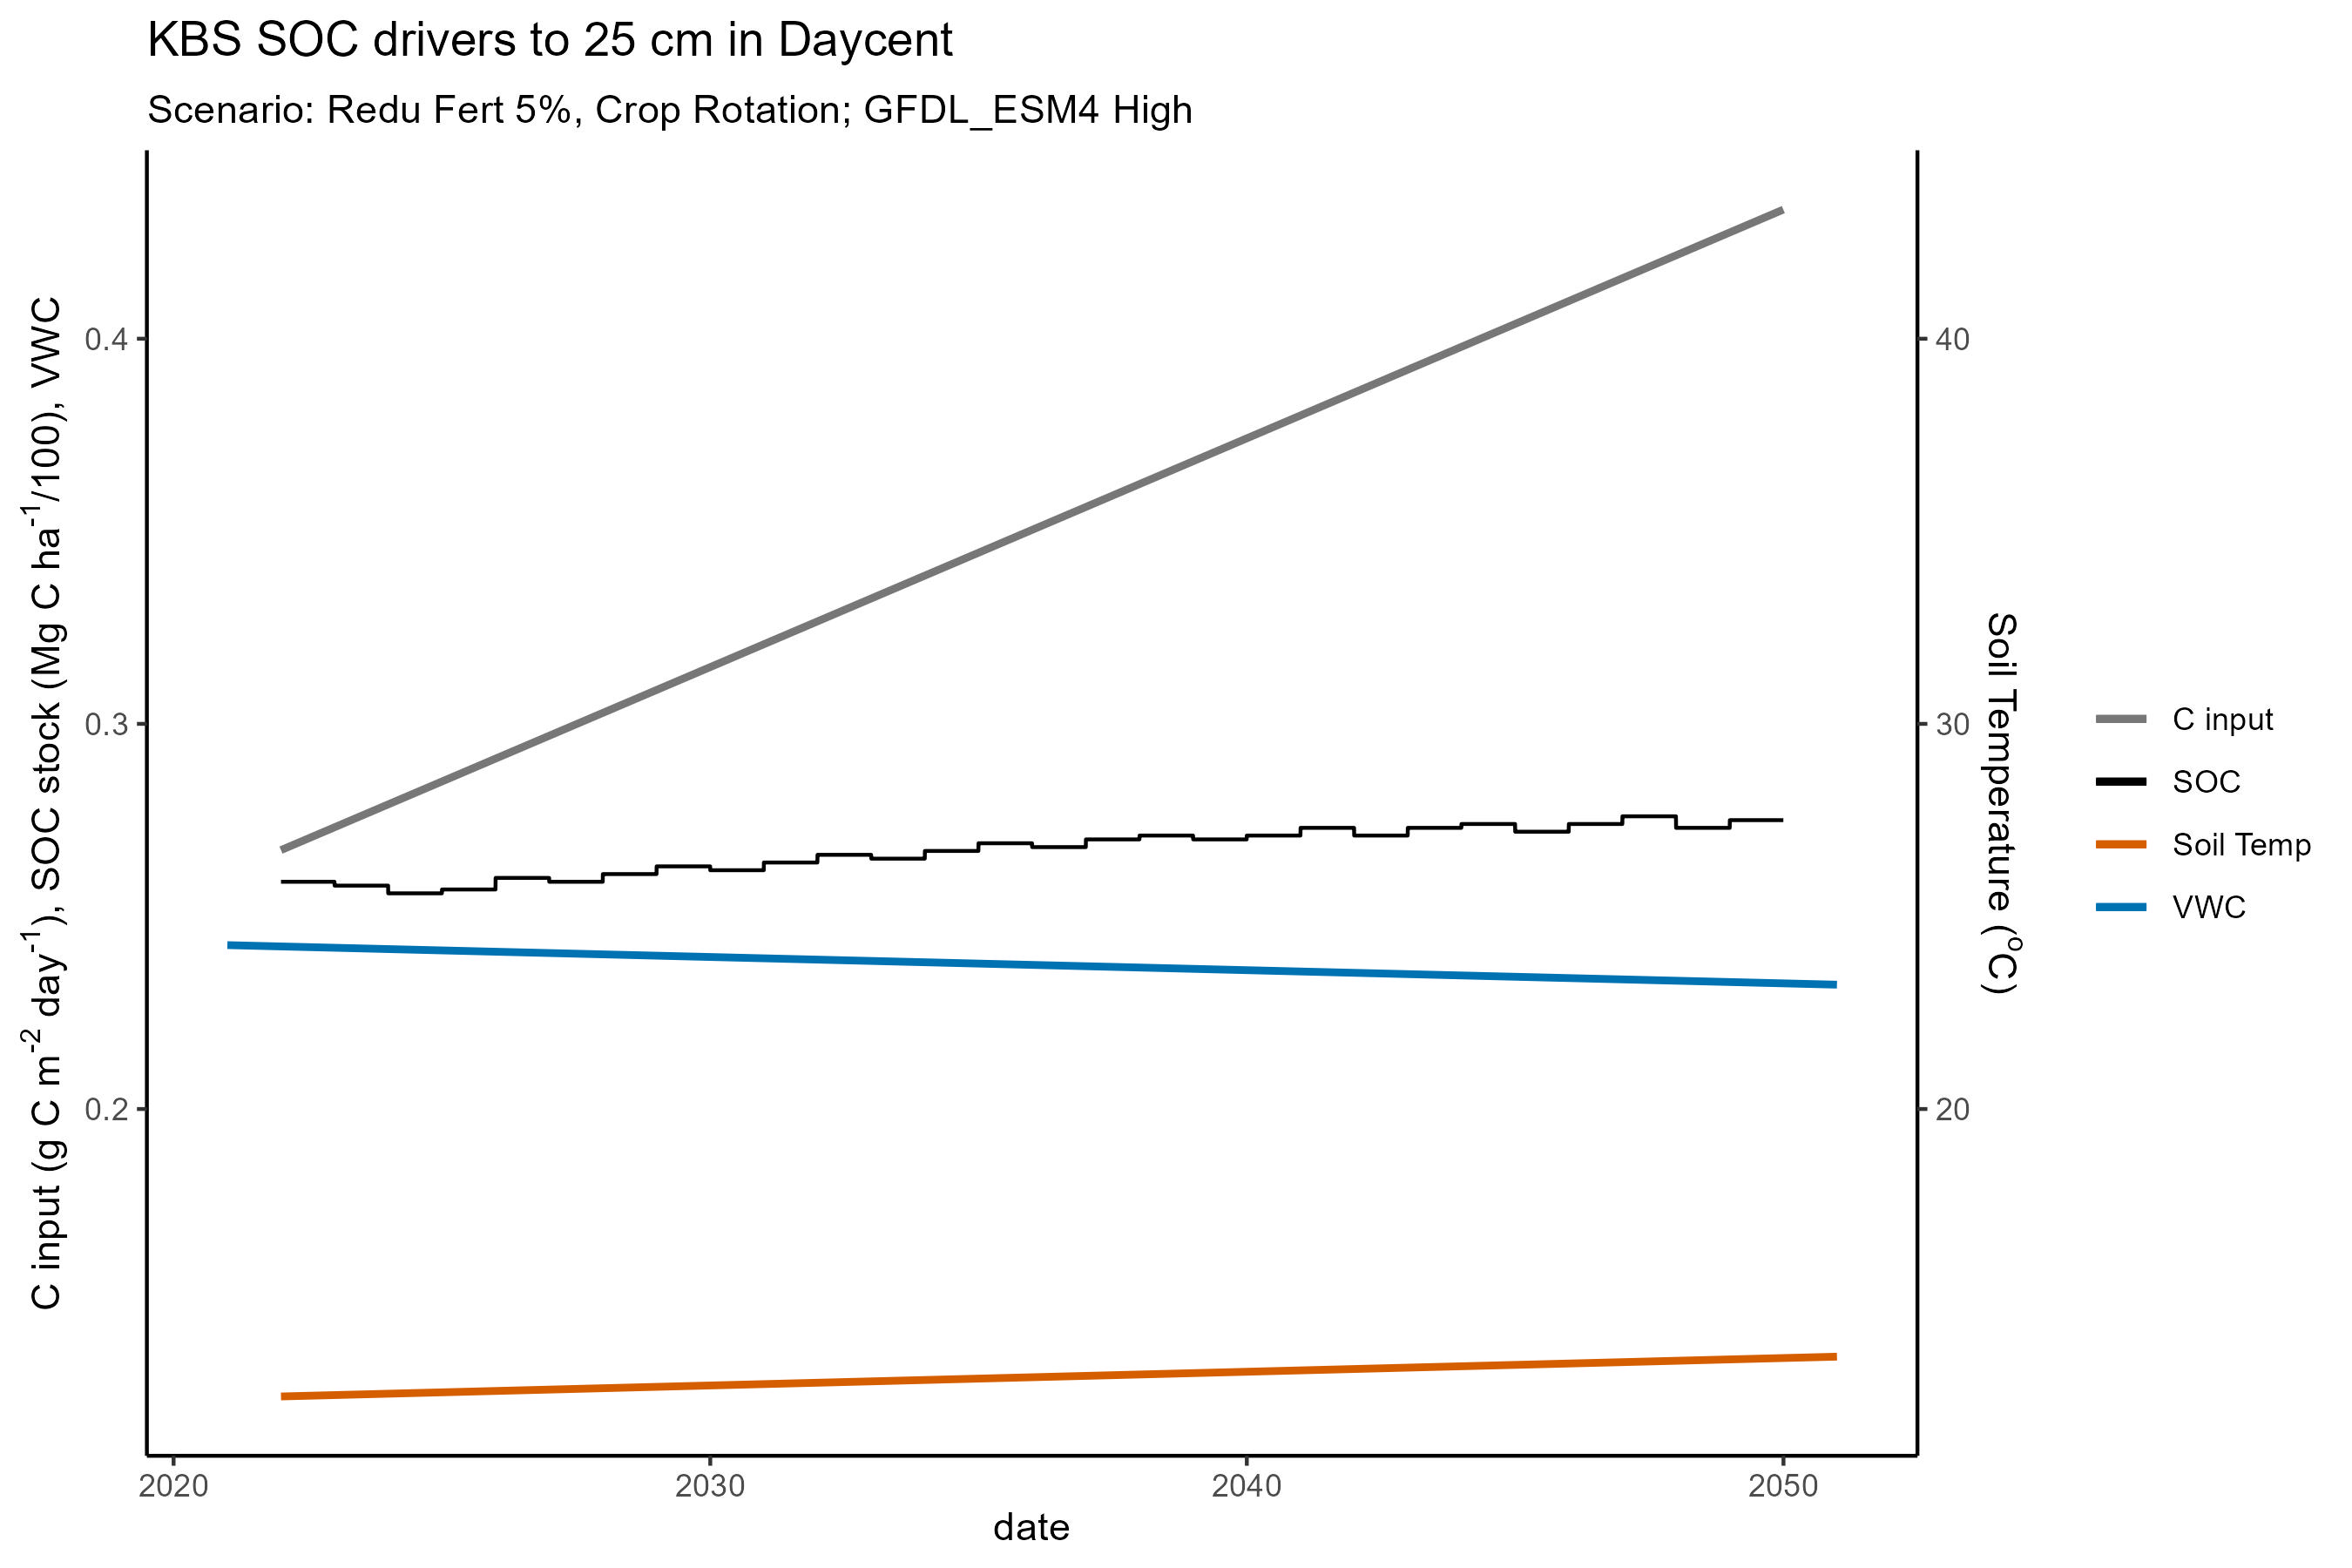 KBS SOC drivers to 25 cm in Daycent
Scenario: Redu Fert 5%, Crop Rotation; GFDL_ESM4 High
C input (g C m⁻² day⁻¹), SOC stock (Mg C ha⁻¹/100), VWC
0.4
0.3
0.2
40
30
20
Soil Temperature (°C)
C input
SOC
Soil Temp
VWC
2020
2030
2040
2050
date